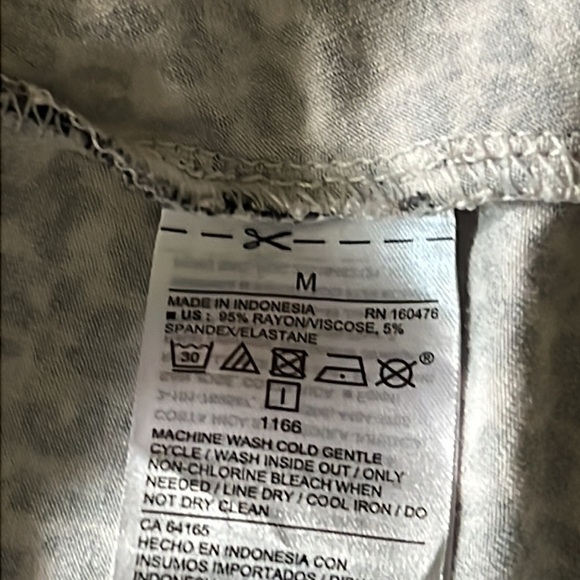 M
MADE IN INDONESIA RN 160476
US : 95% RAYON/VISCOSE, 5%
SPANDEX/ELASTANE
30 ®
I
1166
MACHINE WASH COLD GENTLE
CYCLE / WASH INSIDE OUT / ONLY
NON-CHLORINE BLEACH WHEN
NEEDED / LINE DRY / COOL IRON / DO
NOT DRY CLEAN
CA 64165
HECHO EN INDONESIA CON
INSUMOS IMPORTADOS /